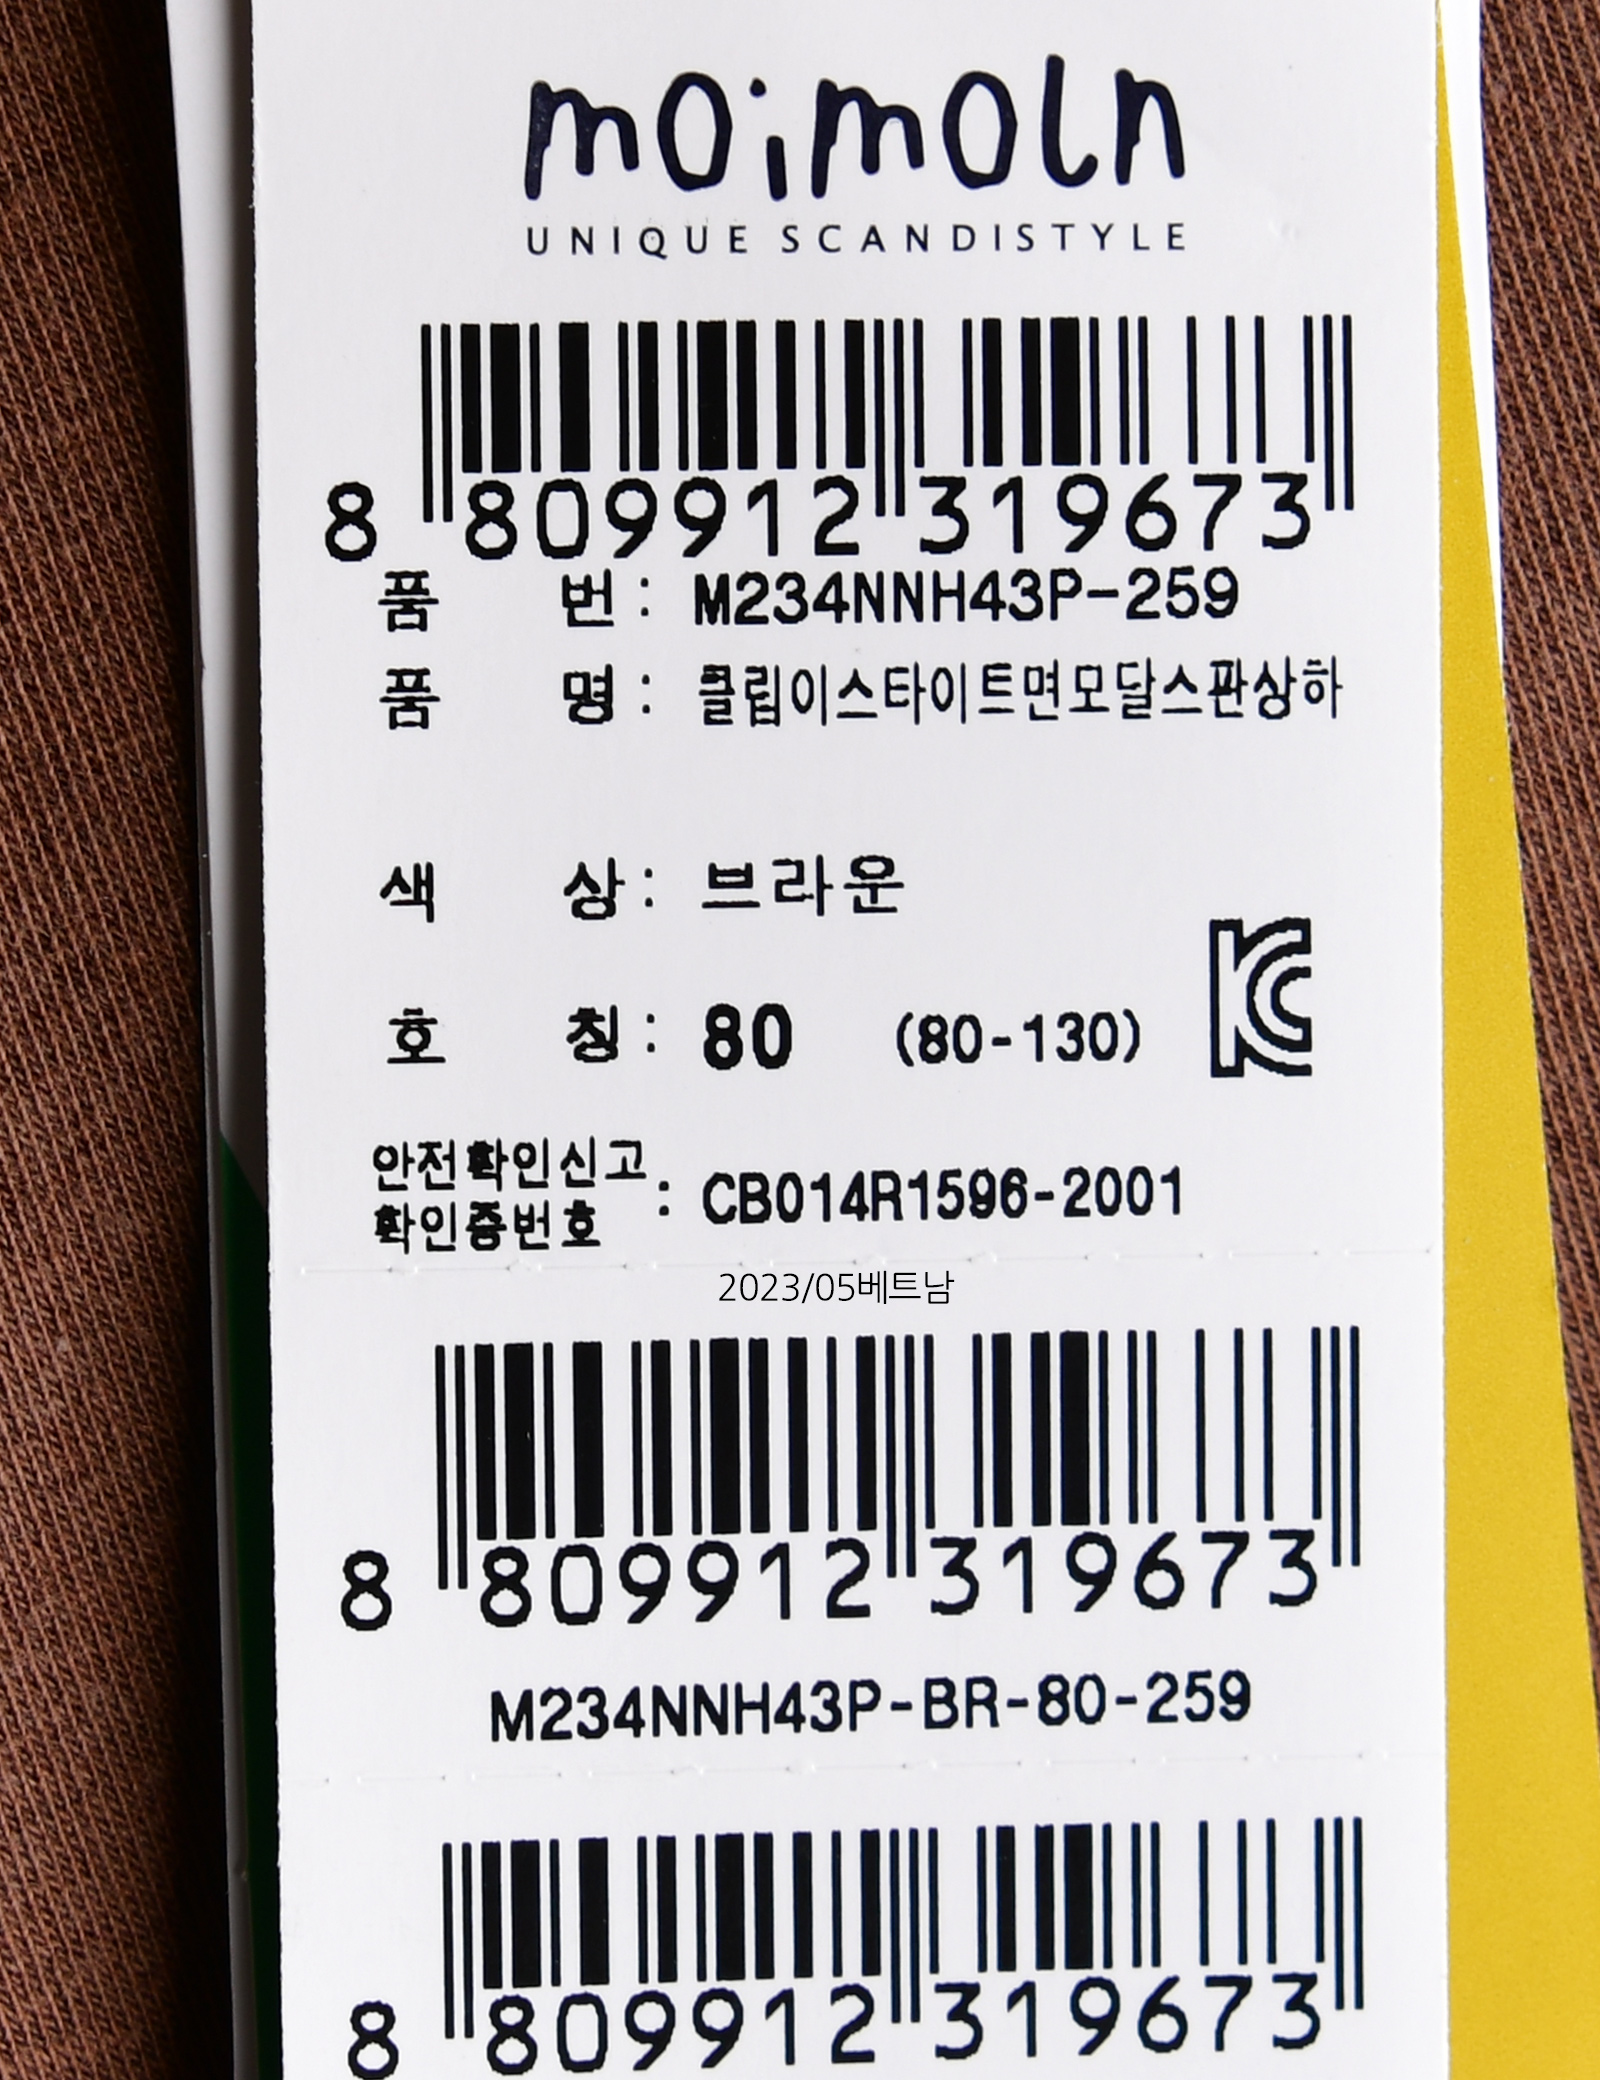 moimoln
UNIQUE SCANDISTYLE
8 809912 319673
품 번: M234NNH43P-259
품 명: 클립이스타이트면모달스판상하
색 상: 브라운
호 칭: 80 (80-130)
안전확인신고
확인증번호 : CB014R1596-2001
2023/05베트남
8 809912 319673
M234NNH43P-BR-80-259
8 809912 319673